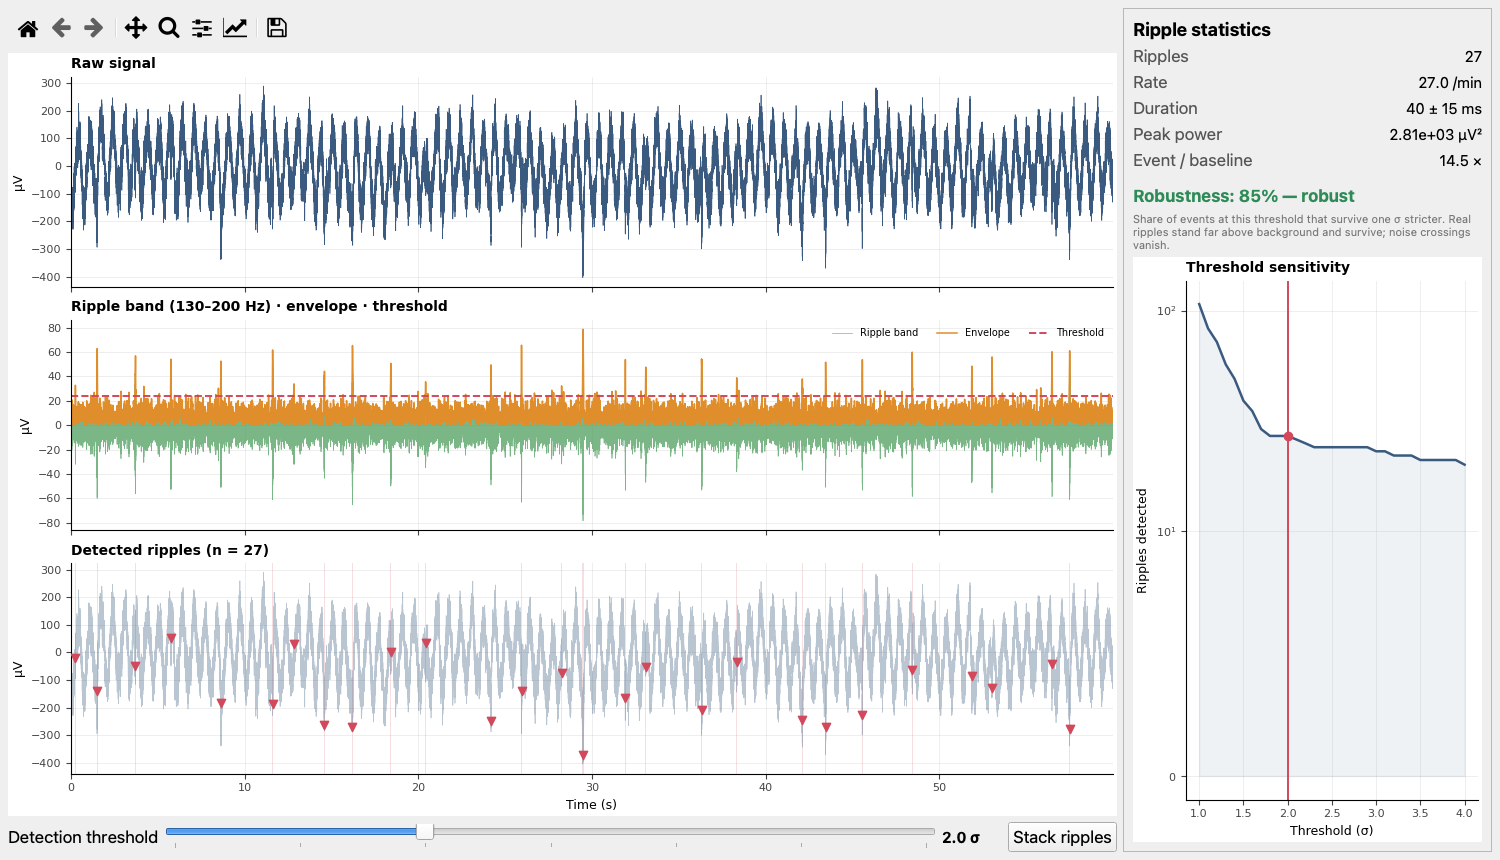 Raw signal
300
200
100
0
−100
−200
−300
−400
µV
Ripple band (130–200 Hz) · envelope · threshold
Ripple band
Envelope
Threshold
80
60
40
20
0
−20
−40
−60
−80
µV
Detected ripples (n = 27)
300
200
100
0
−100
−200
−300
−400
µV
0
10
20
30
40
50
Time (s)
Detection threshold
2.0 σ
Stack ripples
Ripple statistics
Ripples 27
Rate 27.0 /min
Duration 40 ± 15 ms
Peak power 2.81e+03 µV²
Event / baseline 14.5 ×
Robustness: 85% — robust
Share of events at this threshold that survive one σ stricter. Real
ripples stand far above background and survive; noise crossings
vanish.
Threshold sensitivity
10²
10¹
0
Ripples detected
1.0
1.5
2.0
2.5
3.0
3.5
4.0
Threshold (σ)